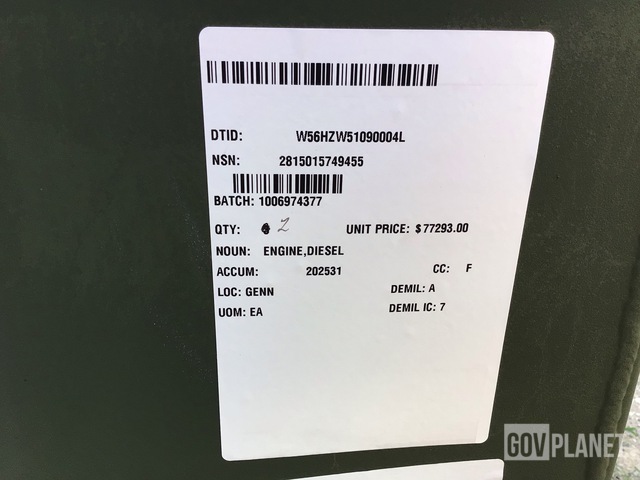 DTID: W56HZW51090004L
NSN: 2815015749455
BATCH: 1006974377
QTY: 2 UNIT PRICE: $77293.00
NOUN: ENGINE,DIESEL
ACCUM: 202531 CC: F
LOC: GENN DEMIL: A
UOM: EA DEMIL IC: 7
GOVPLANET